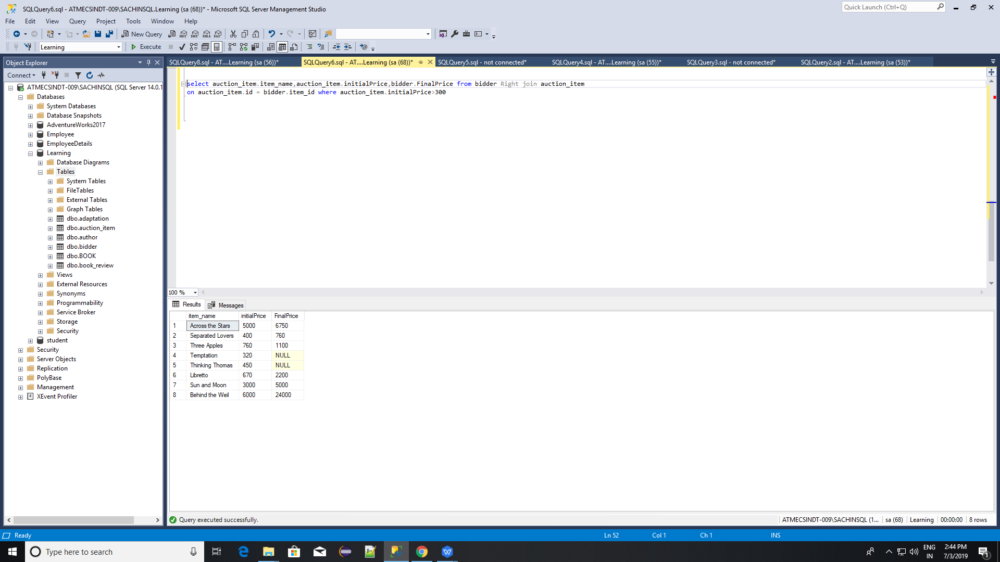 SQLQuery6.sql - ATMECSINDT-009\SACHINSQL.Learning (sa (68))* - Microsoft SQL Server Management Studio
Quick Launch (Ctrl+Q)
File Edit View Query Project Tools Window Help
New Query MDX DMX XMLA DAX
Learning Execute
Object Explorer
SQLQuery8.sql - AT....Learning (sa (56))* SQLQuery6.sql - AT....Learning (sa (68))* SQLQuery5.sql - not connected* SQLQuery4.sql - AT....Learning (sa (55))* SQLQuery3.sql - not connected* SQLQuery2.sql - AT....Learning (sa (53))*
Connect
ATMECSINDT-009\SACHINSQL (SQL Server 14.0.1
Databases
System Databases
Database Snapshots
AdventureWorks2017
Employee
EmployeeDetails
Learning
Database Diagrams
Tables
System Tables
FileTables
External Tables
Graph Tables
dbo.adaptation
dbo.auction_item
dbo.author
dbo.bidder
dbo.BOOK
dbo.book_review
Views
External Resources
Synonyms
Programmability
Service Broker
Storage
Security
student
Security
Server Objects
Replication
PolyBase
Management
XEvent Profiler
select auction_item.item_name,auction_item.initialPrice,bidder.FinalPrice from bidder Right join auction_item
on auction_item.id = bidder.item_id where auction_item.initialPrice>300
100 %
Results Messages
item_name initialPrice FinalPrice
1 Across the Stars 5000 6750
2 Separated Lovers 400 760
3 Three Apples 760 1100
4 Temptation 320 NULL
5 Thinking Thomas 450 NULL
6 Libretto 670 2200
7 Sun and Moon 3000 5000
8 Behind the Weil 6000 24000
Query executed successfully. ATMECSINDT-009\SACHINSQL (1... sa (68) Learning 00:00:00 8 rows
Ready Ln 52 Col 1 Ch 1 INS
Type here to search
ENG
IN
2:44 PM
7/3/2019
1